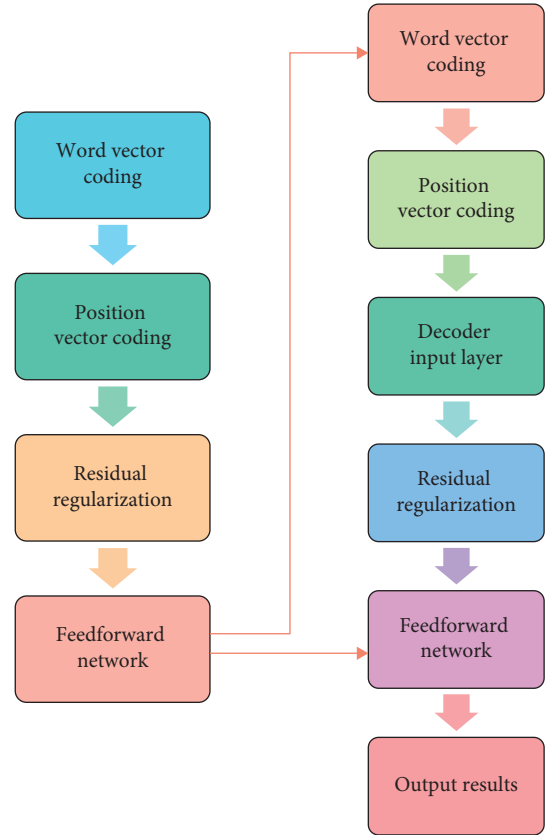 Word vector
coding
Position
vector coding
Residual
regularization
Feedforward
network
Word vector
coding
Position
vector coding
Decoder
input layer
Residual
regularization
Feedforward
network
Output results